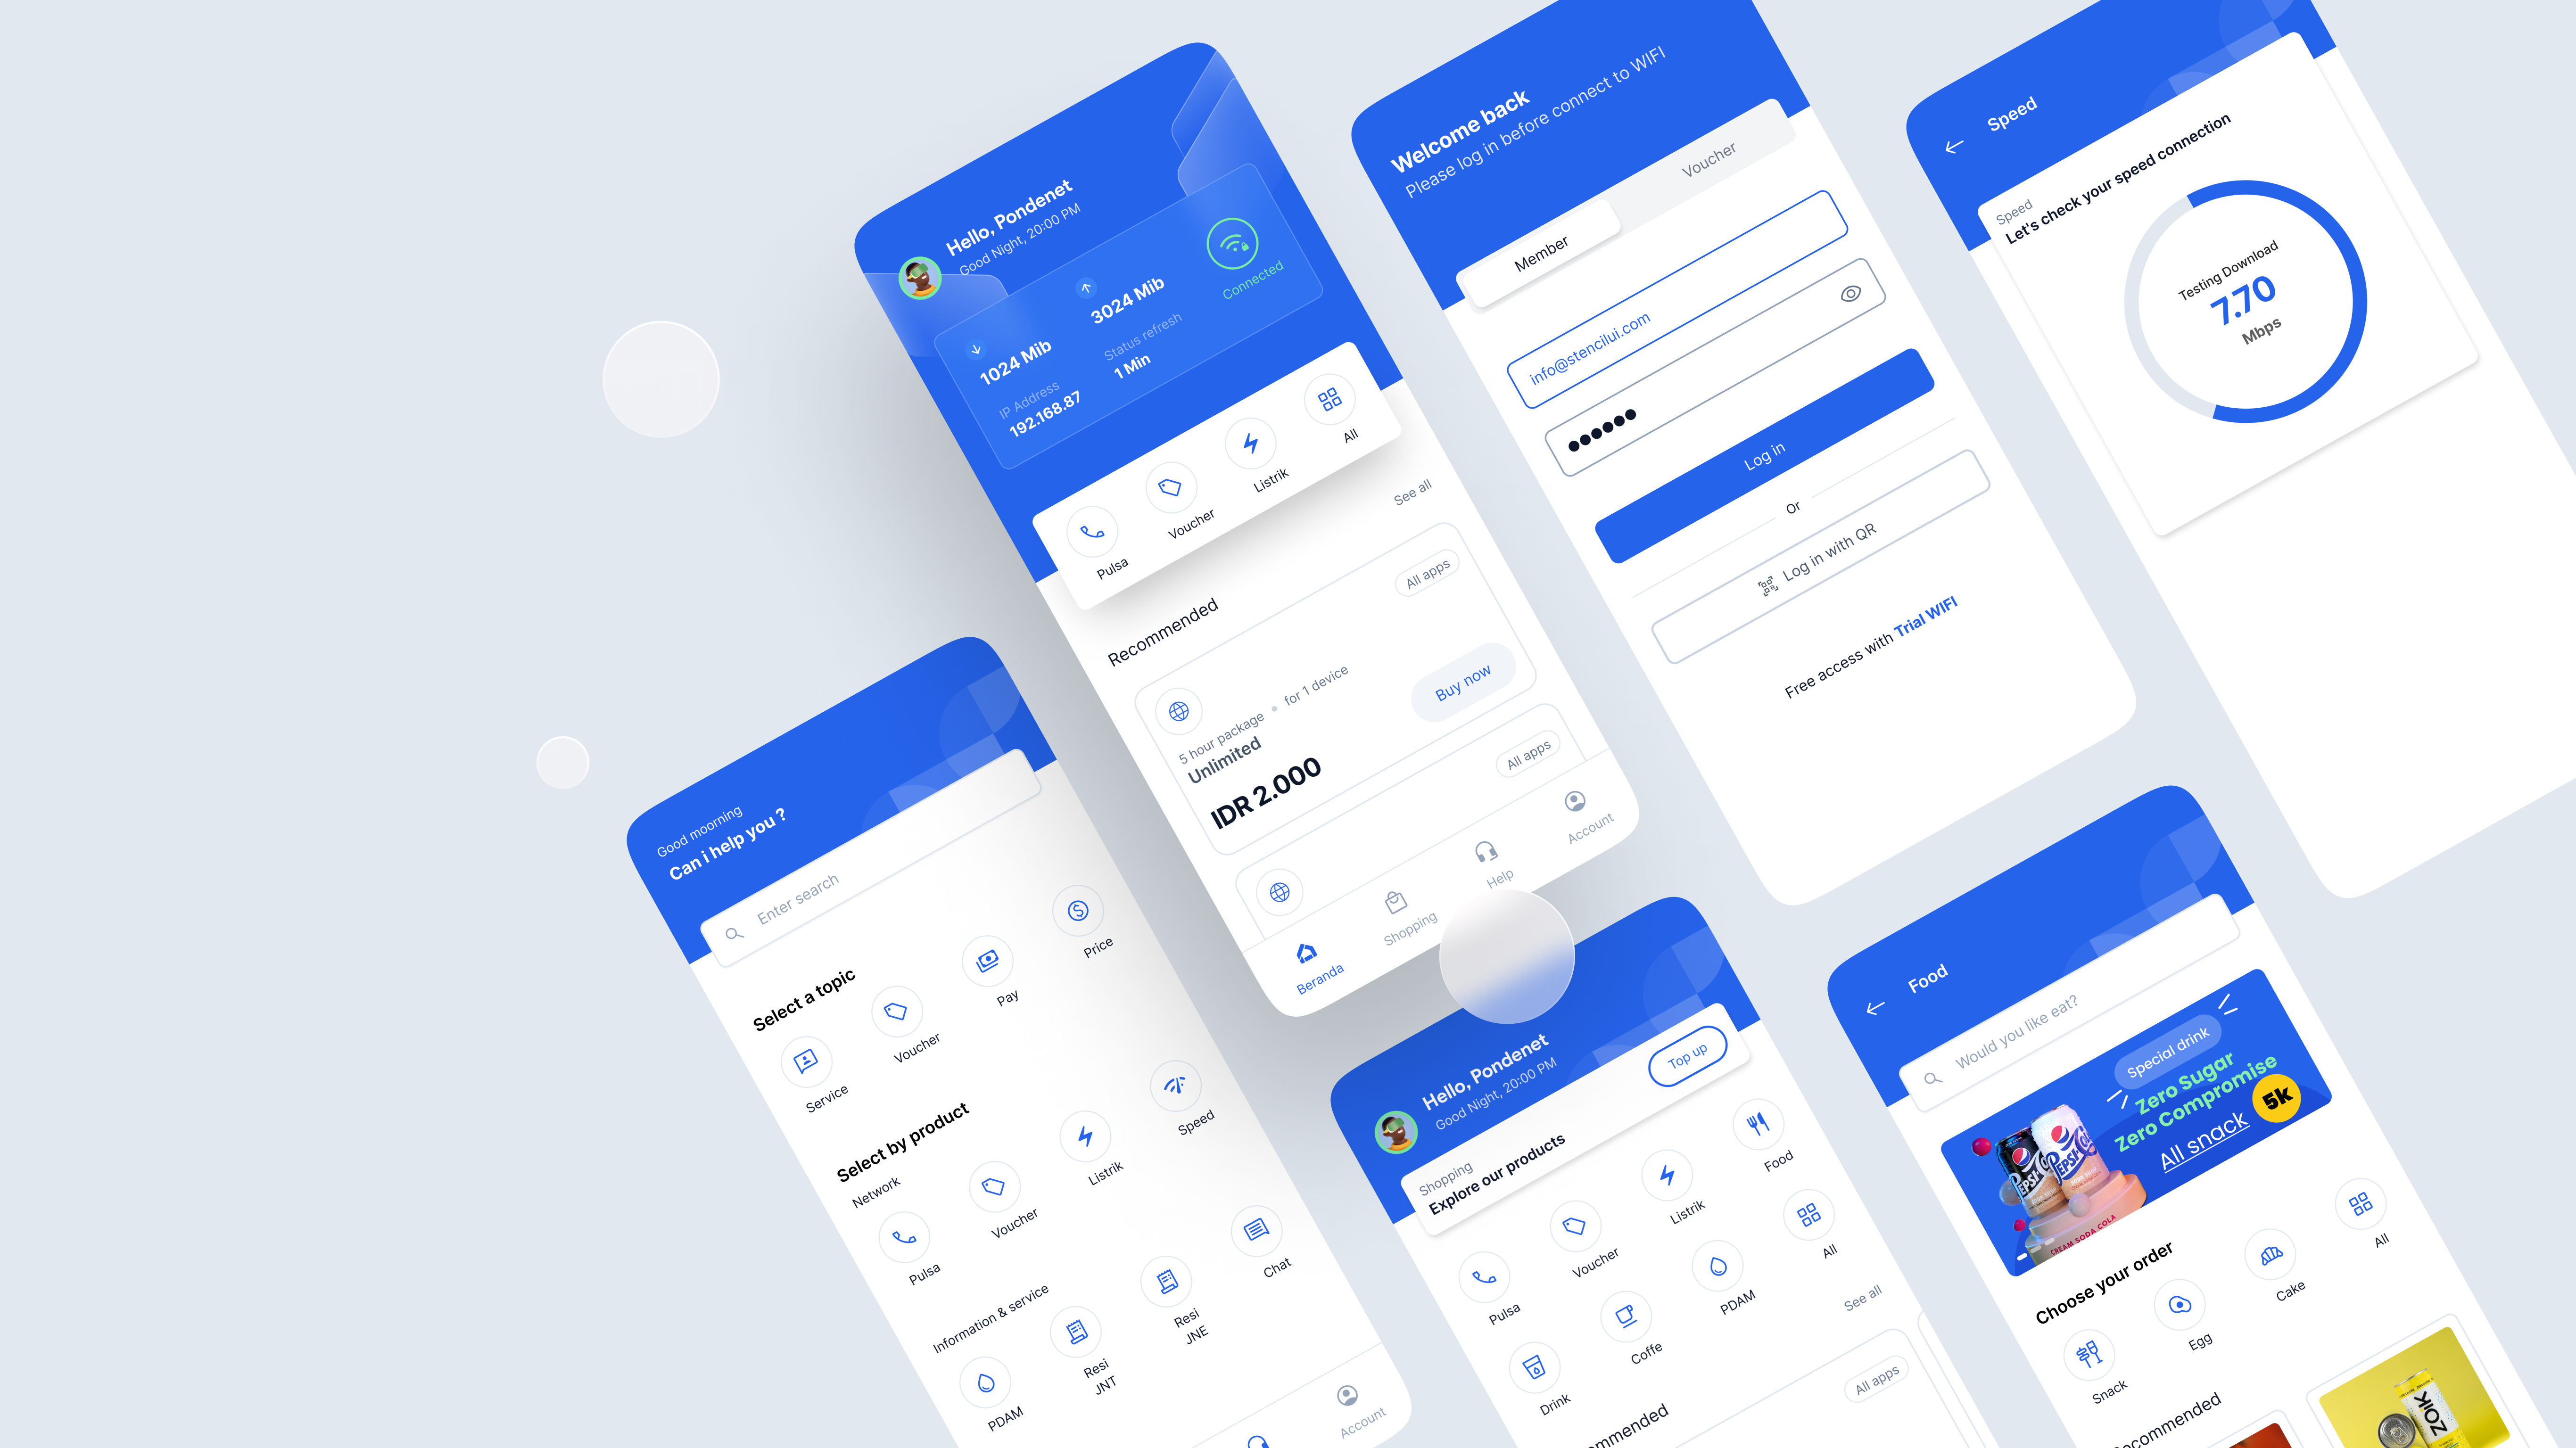 Hello, Pondenet
Good Night, 20:00 PM
1024 Mib
3024 Mib
Connected
IP Address
192.168.87
Status refresh
1 Min
Pulsa
Voucher
Listrik
All
Recommended
See all
All apps
5 hour package
for 1 device
Unlimited
IDR 2.000
Buy now
All apps
Beranda
Shopping
Help
Account
Welcome back
Please log in before connect to WIFI
Member
Voucher
info@stencilui.com
Log in
Or
Log in with QR
Free access with Trial WIFI
Speed
Speed
Let's check your speed connection
Testing Download
7.70
Mbps
Good moorning
Can i help you ?
Enter search
Select a topic
Service
Voucher
Pay
Price
Select by product
Network
Pulsa
Voucher
Listrik
Speed
Information & service
PDAM
Resi
JNT
Resi
JNE
Chat
Account
Hello, Pondenet
Good Night, 20:00 PM
Shopping
Explore our products
Top up
Pulsa
Voucher
Listrik
Food
Drink
Coffe
PDAM
All
See all
All apps
Food
Would you like eat?
Special drink
Zero Sugar
Zero Compromise
All snack
5k
PEPSI
PEPSI
CREAM SODA COLA
Choose your order
Snack
Egg
Cake
All
ZOIK